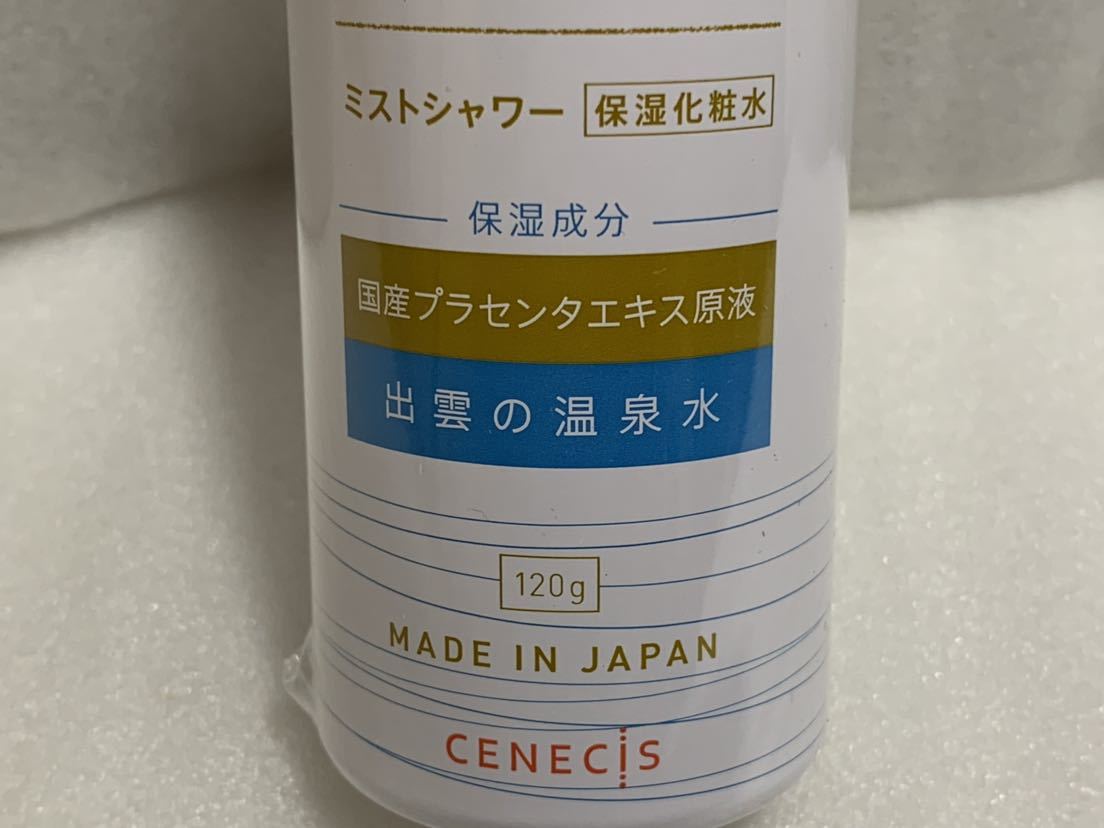 ミストシャワー 保湿化粧水
保湿成分
国産プラセンタエキス原液
出雲の温泉水
120g
MADE IN JAPAN
CENECIS